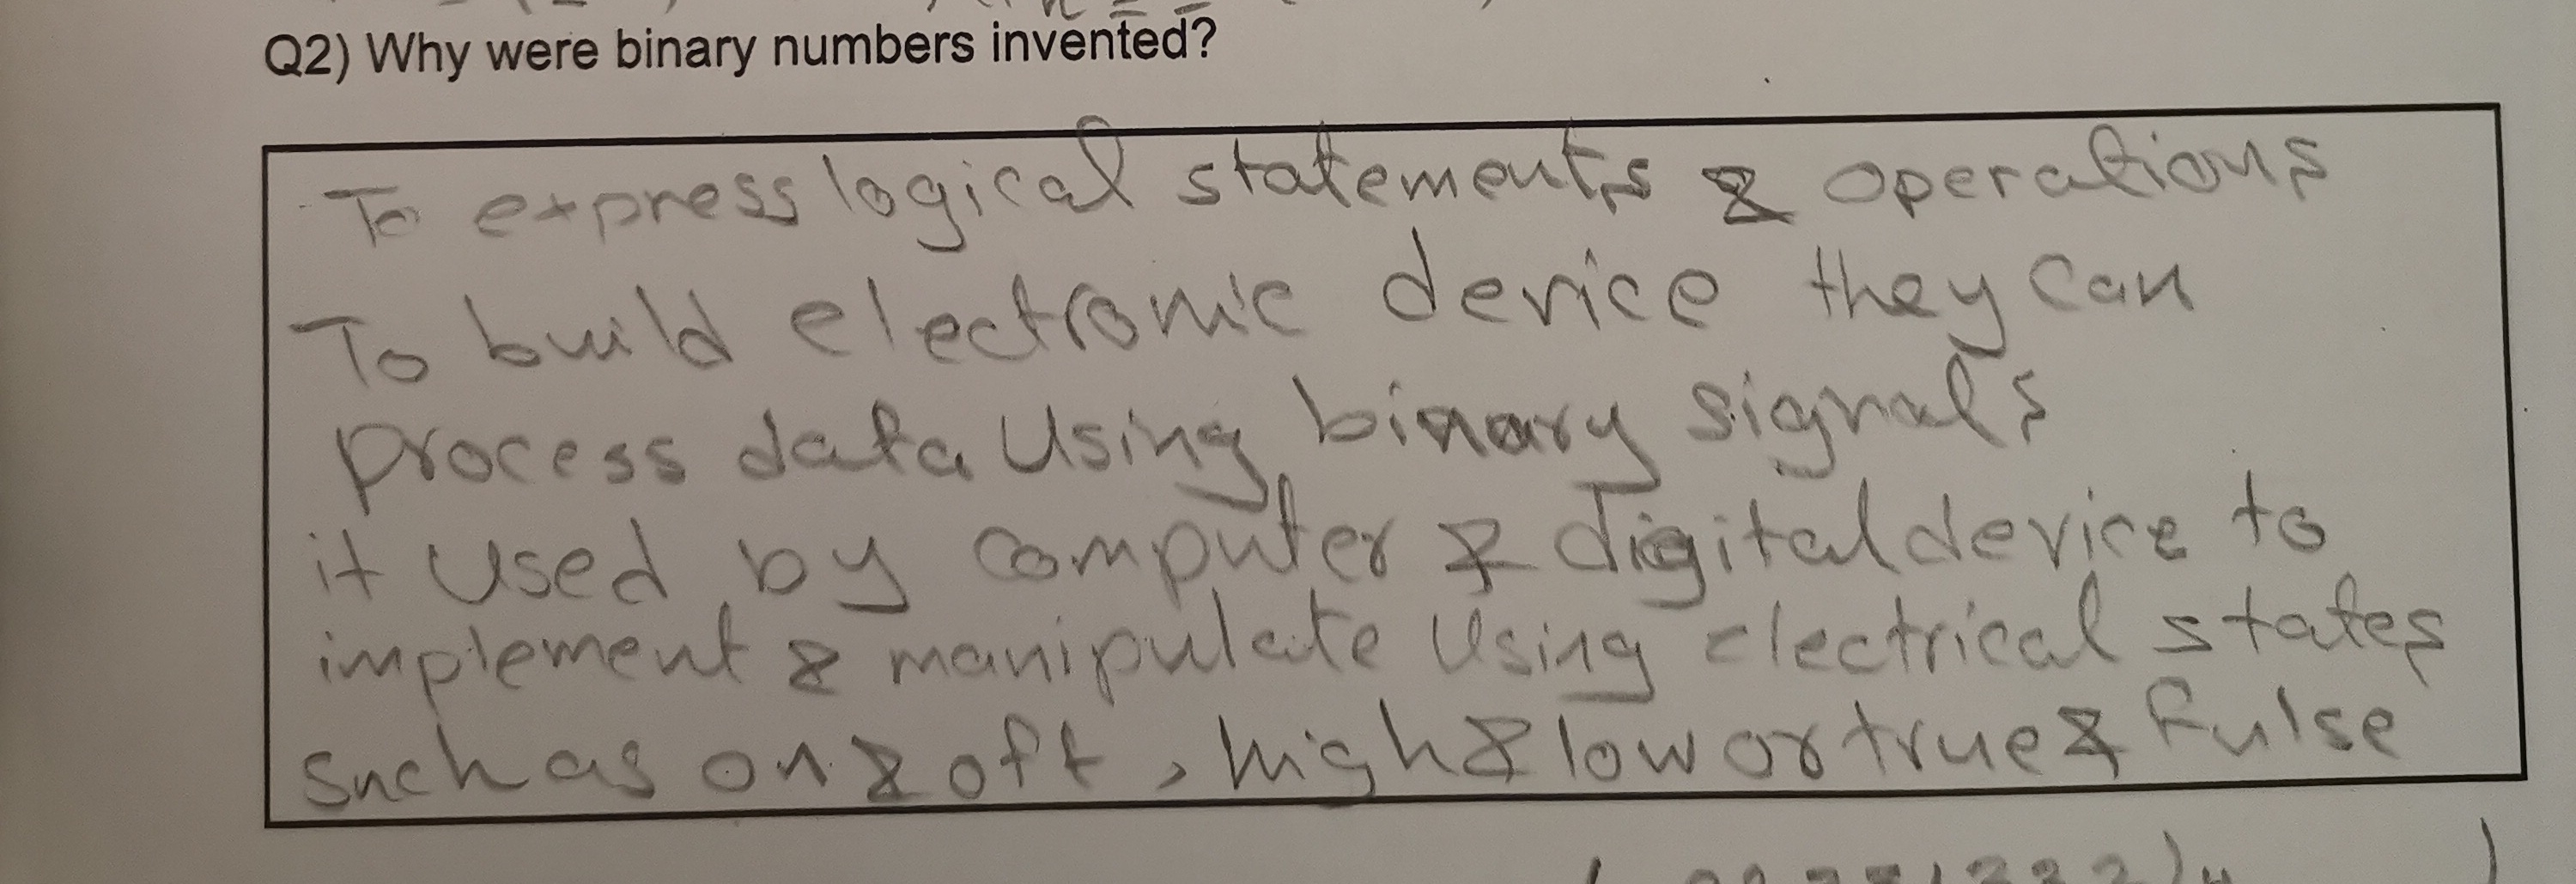 Q2) Why were binary numbers invented?
To express logical statements & operations
To build electronic device they can
process data using binary signals
it used by computer & digital device to
implement & manipulate using electrical states
such as on & off, high & low or true & fulse